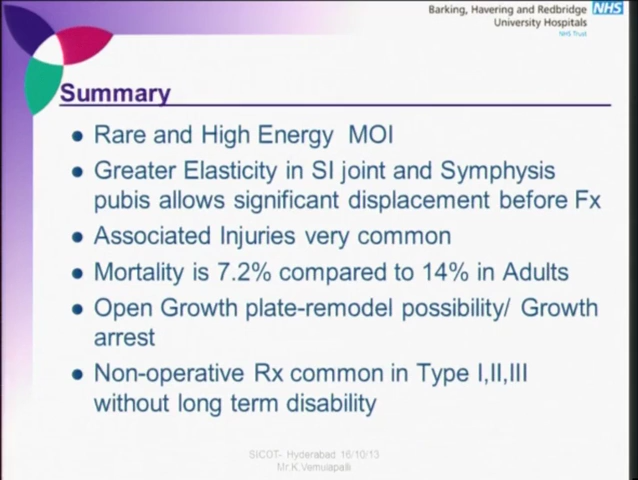 Barking, Havering and Redbridge NHS
University Hospitals
NHS Trust
Summary
Rare and High Energy MOI
Greater Elasticity in SI joint and Symphysis
pubis allows significant displacement before Fx
Associated Injuries very common
Mortality is 7.2% compared to 14% in Adults
Open Growth plate-remodel possibility/ Growth
arrest
Non-operative Rx common in Type I,II,III
without long term disability
SICOT- Hyderabad 16/10/13
Mr.K.Vemulapalli